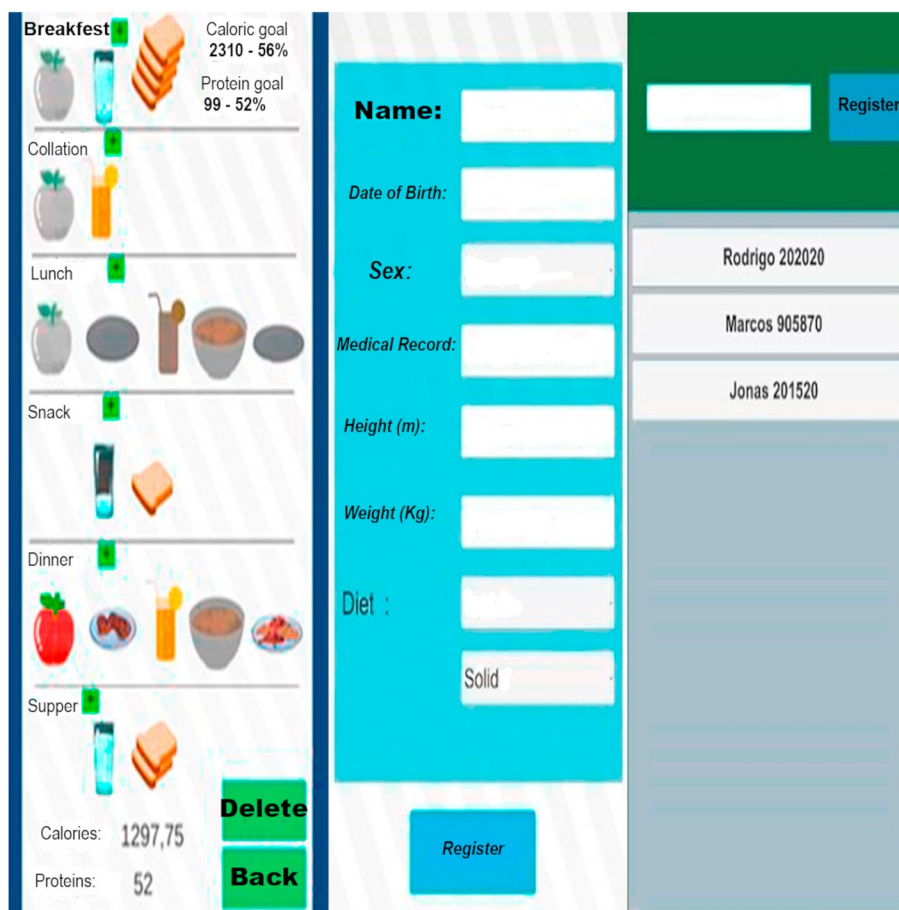 Breakfest +
Caloric goal
2310 - 56%
Protein goal
99 - 52%
Collation +
Lunch +
Snack +
Dinner +
Supper +
Delete
Calories: 1297,75
Proteins: 52
Back
Name:
Date of Birth:
Sex:
Medical Record:
Height (m):
Weight (Kg):
Diet :
Solid
Register
Register
Rodrigo 202020
Marcos 905870
Jonas 201520